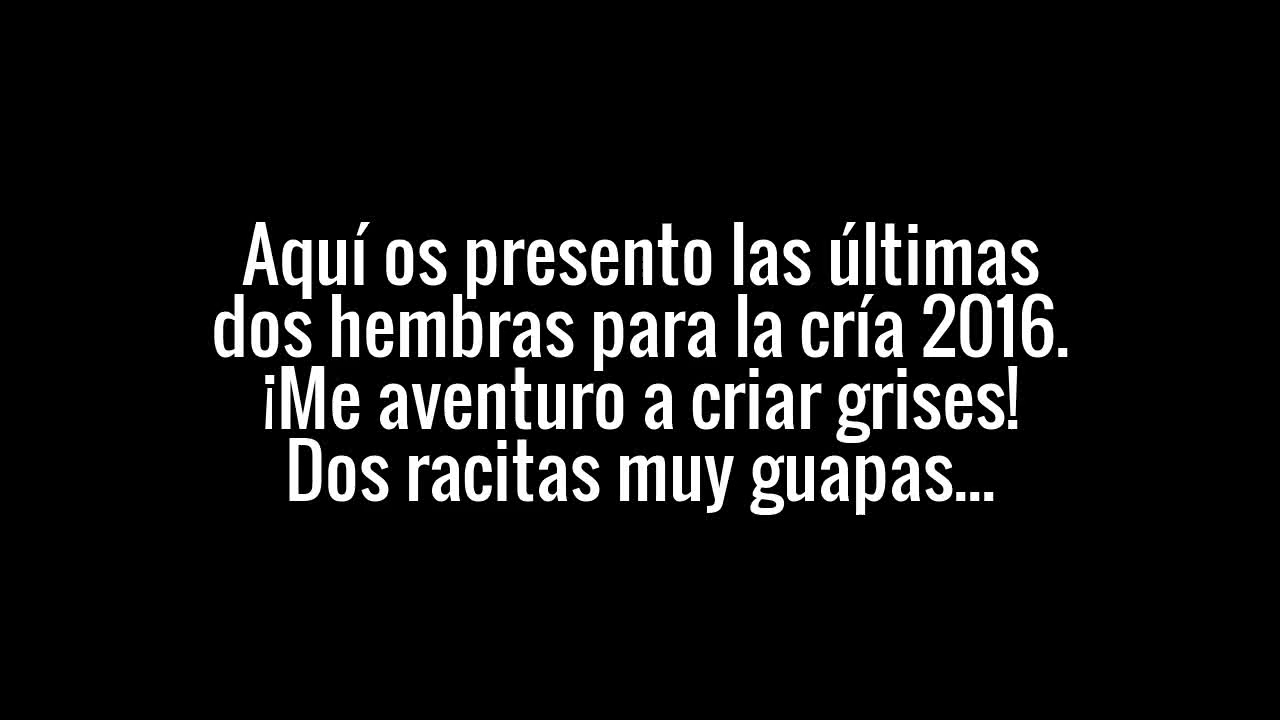 Aquí os presento las últimas
dos hembras para la cría 2016.
¡Me aventuro a criar grises!
Dos racitas muy guapas...